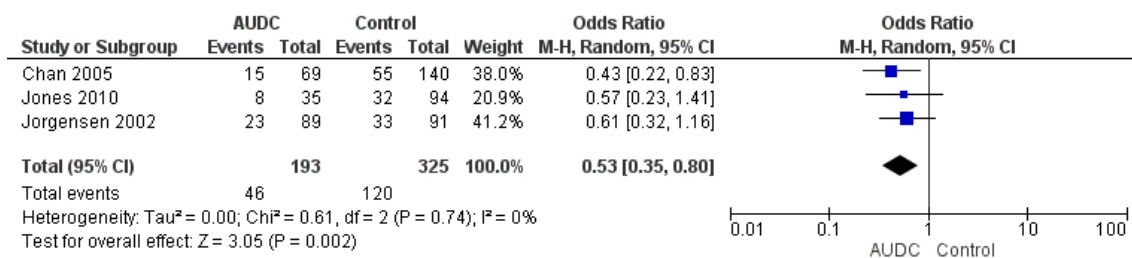 AUDC Control Odds Ratio Odds Ratio
Study or Subgroup Events Total Events Total Weight M-H, Random, 95% CI M-H, Random, 95% CI
Chan 2005 15 69 55 140 38.0% 0.43 [0.22, 0.83]
Jones 2010 8 35 32 94 20.9% 0.57 [0.23, 1.41]
Jorgensen 2002 23 89 33 91 41.2% 0.61 [0.32, 1.16]
Total (95% CI) 193 325 100.0% 0.53 [0.35, 0.80]
Total events 46 120
Heterogeneity: Tau² = 0.00; Chi² = 0.61, df = 2 (P = 0.74); I² = 0%
Test for overall effect: Z = 3.05 (P = 0.002)
0.01 0.1 1 10 100
AUDC Control